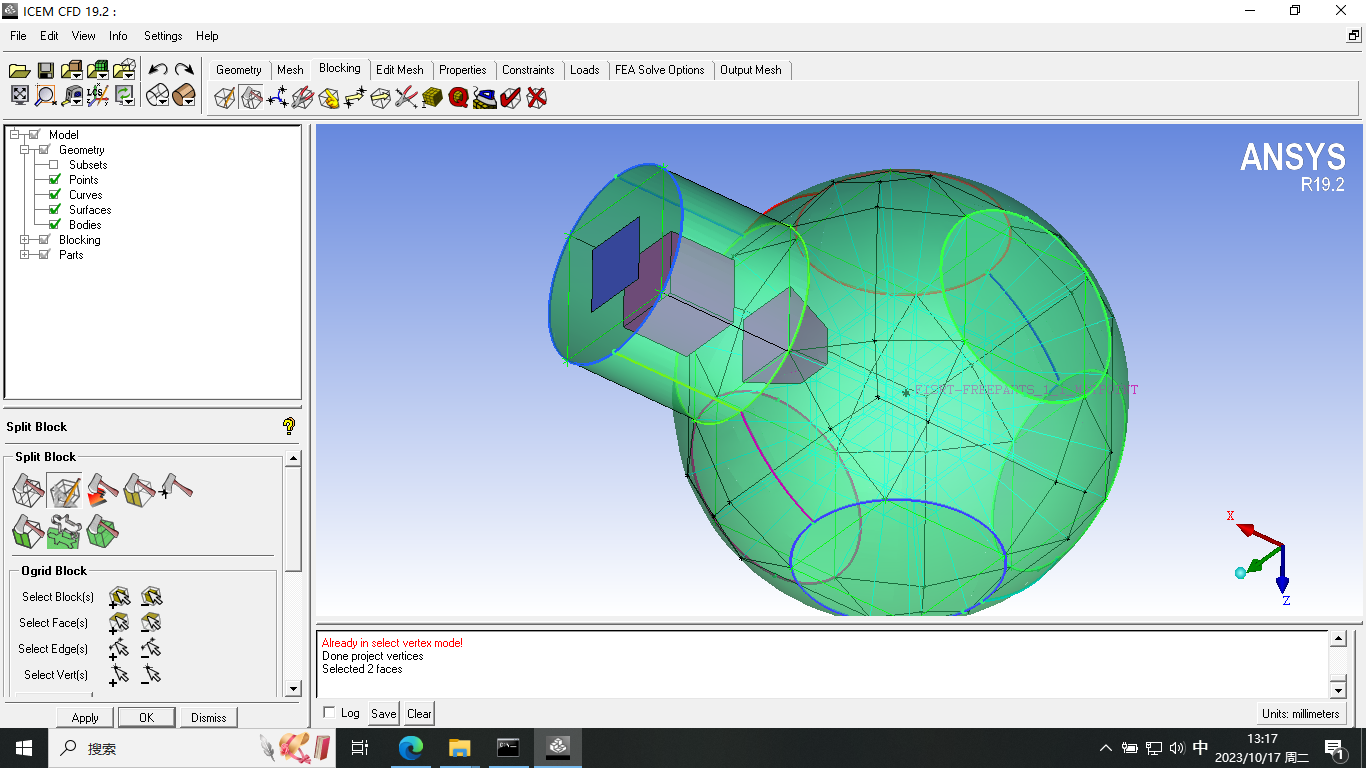 ICEM CFD 19.2 :
File Edit View Info Settings Help
Geometry Mesh Blocking Edit Mesh Properties Constraints Loads FEA Solve Options Output Mesh
Model
Geometry
Subsets
Points
Curves
Surfaces
Bodies
Blocking
Parts
ANSYS
R19.2
X
Z
Split Block
Split Block
Ogrid Block
Select Block(s)
Select Face(s)
Select Edge(s)
Select Vert(s)
Apply OK Dismiss
Already in select vertex mode!
Done project vertices
Selected 2 faces
Log Save Clear
Units: millimeters
搜索
中
13:17
2023/10/17 周二
1